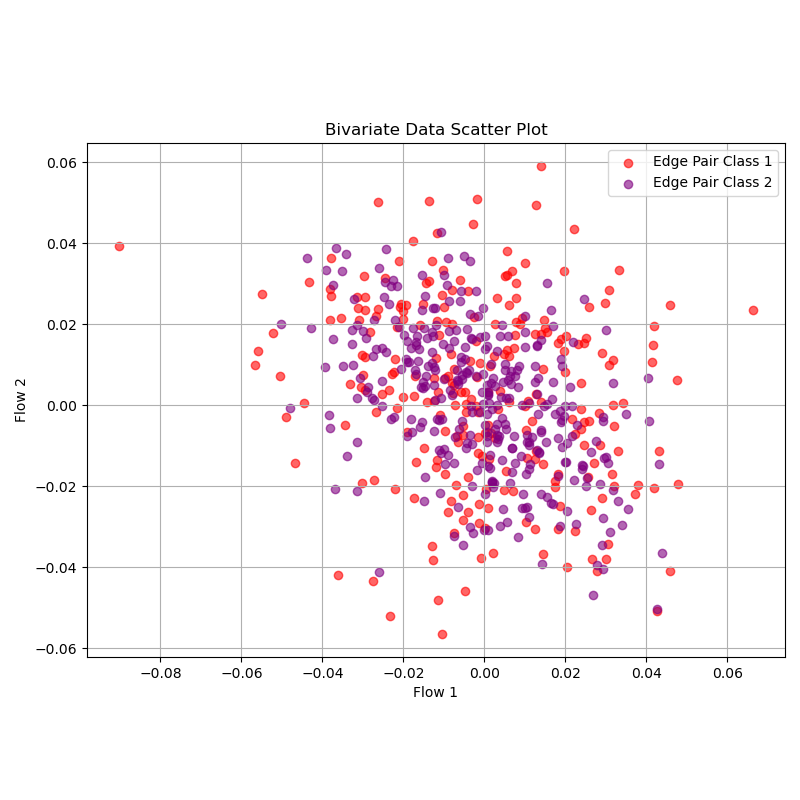 Bivariate Data Scatter Plot
Edge Pair Class 1
Edge Pair Class 2
Flow 2
0.06
0.04
0.02
0.00
−0.02
−0.04
−0.06
−0.08 −0.06 −0.04 −0.02 0.00 0.02 0.04 0.06
Flow 1